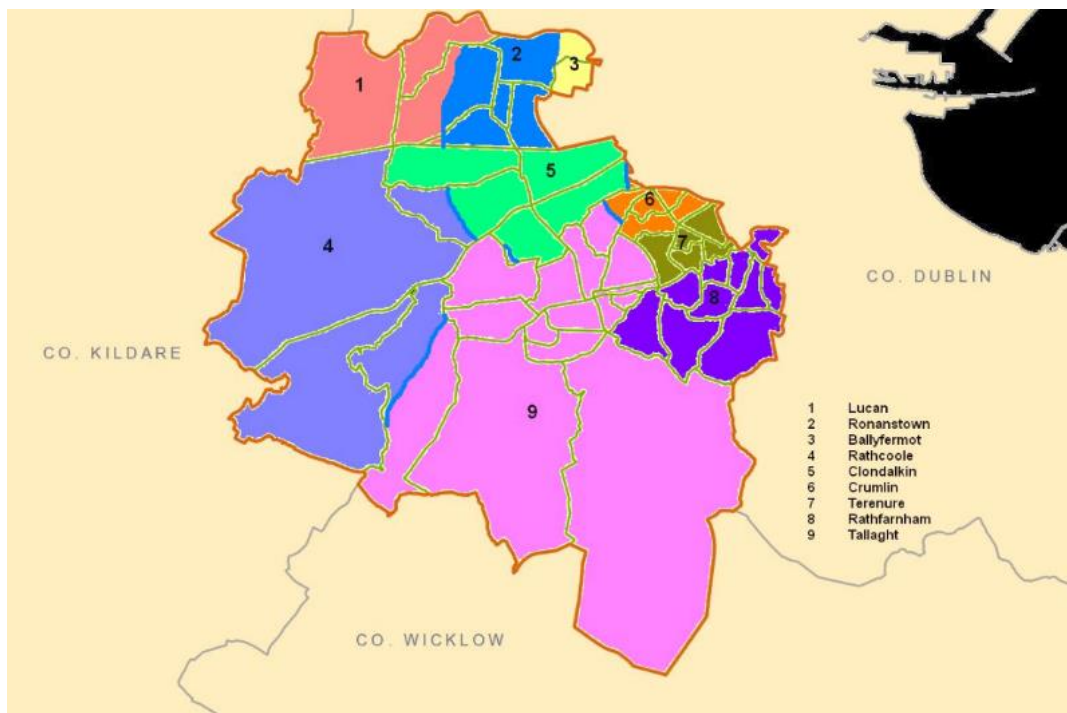 1
2
3
4
5
6
7
8
9
CO. DUBLIN
CO. KILDARE
CO. WICKLOW
1 Lucan
2 Ronanstown
3 Ballyfermot
4 Rathcoole
5 Clondalkin
6 Crumlin
7 Terenure
8 Rathfarnham
9 Tallaght